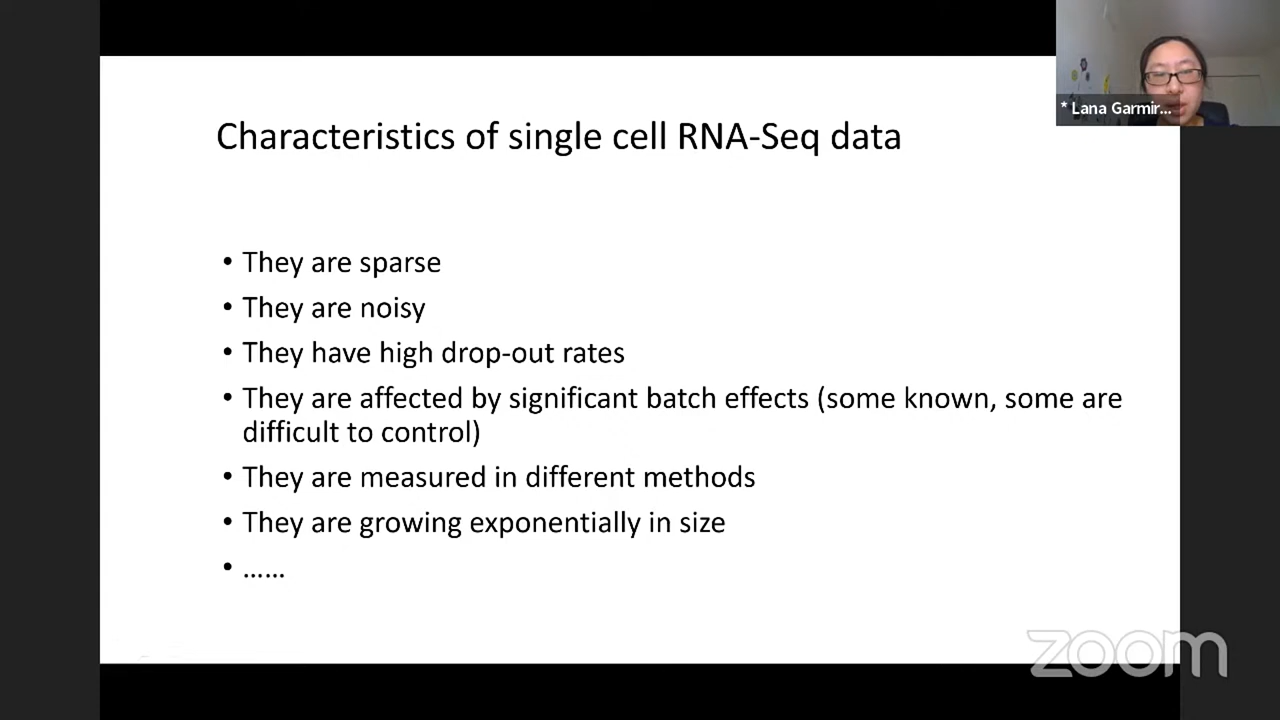 * Lana Garmir...
Characteristics of single cell RNA-Seq data
• They are sparse
• They are noisy
• They have high drop-out rates
• They are affected by significant batch effects (some known, some are
difficult to control)
• They are measured in different methods
• They are growing exponentially in size
• ......
zoom